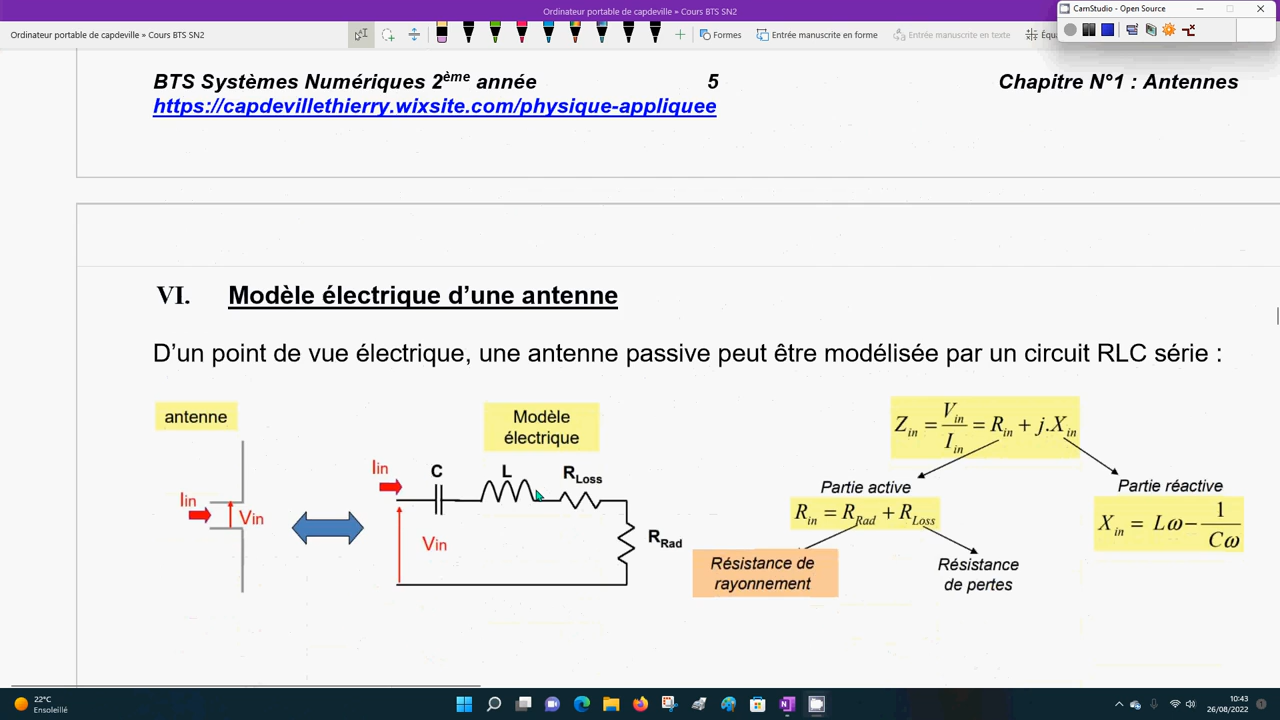 Ordinateur portable de capdeville » Cours BTS SN2
CamStudio - Open Source
Ordinateur portable de capdeville » Cours BTS SN2
Formes
Entrée manuscrite en forme
Entrée manuscrite en texte
BTS Systèmes Numériques 2ème année 5 Chapitre N°1 : Antennes
https://capdevillethierry.wixsite.com/physique-appliquee
VI. Modèle électrique d’une antenne
D’un point de vue électrique, une antenne passive peut être modélisée par un circuit RLC série :
antenne
Iin
Vin
Modèle
électrique
Iin
C
L
RLoss
Vin
RRad
Zin = Vin / Iin = Rin + j.Xin
Partie active
Rin = RRad + RLoss
Résistance de
rayonnement
Résistance
de pertes
Partie réactive
Xin = Lω − 1 / Cω
22°C
Ensoleillé
10:43
26/08/2022